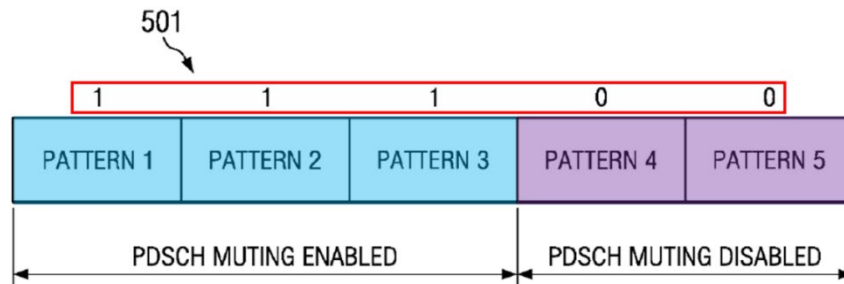 501
1 1 1 0 0
PATTERN 1 PATTERN 2 PATTERN 3 PATTERN 4 PATTERN 5
PDSCH MUTING ENABLED PDSCH MUTING DISABLED